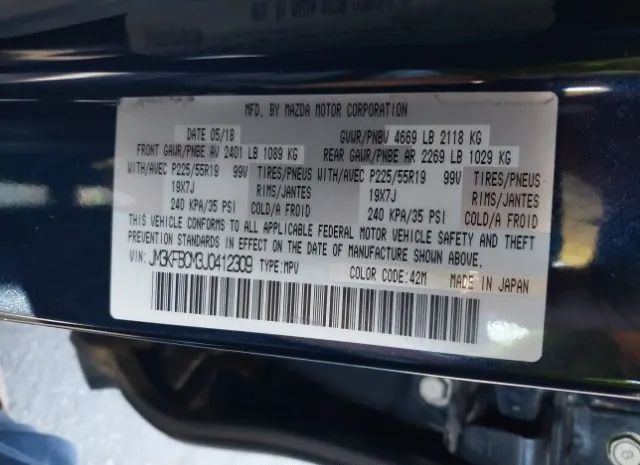 MFD. BY MAZDA MOTOR CORPORATION
DATE 05/18 GVWR/PNBV 4669 LB 2118 KG
FRONT GAWR/PNBE AV 2401 LB 1089 KG REAR GAWR/PNBE AR 2269 LB 1029 KG
WITH/AVEC P225/55R19 99V TIRES/PNEUS WITH/AVEC P225/55R19 99V TIRES/PNEUS
19X7J RIMS/JANTES 19X7J RIMS/JANTES
240 KPA/35 PSI COLD/A FROID 240 KPA/35 PSI COLD/A FROID
THIS VEHICLE CONFORMS TO ALL APPLICABLE FEDERAL MOTOR VEHICLE SAFETY AND THEFT
PREVENTION STANDARDS IN EFFECT ON THE DATE OF MANUFACTURE SHOWN ABOVE.
VIN: JM3KFBCM3J0412309 TYPE:MPV COLOR CODE:42M MADE IN JAPAN